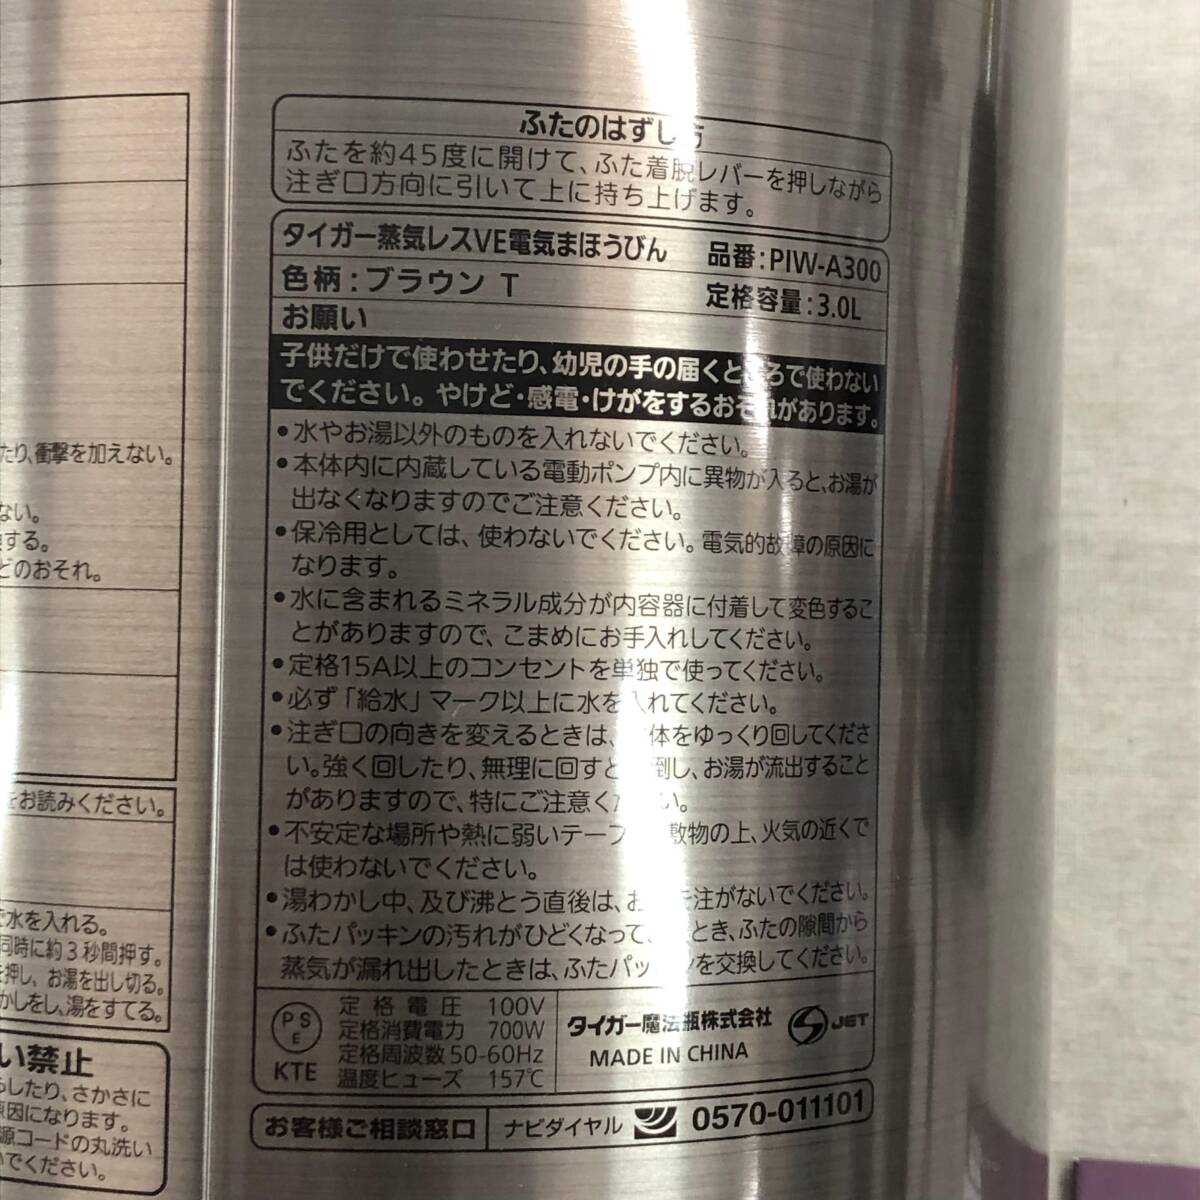 ふたのはずし方
ふたを約45度に開けて、ふた着脱レバーを押しながら
注ぎ口方向に引いて上に持ち上げます。
タイガー蒸気レスVE電気まほうびん 品番:PIW-A300
色柄:ブラウン T 定格容量:3.0L
お願い
子供だけで使わせたり、幼児の手の届くところで使わない
でください。やけど・感電・けがをするおそれがあります。
•水やお湯以外のものを入れないでください。
•本体内に内蔵している電動ポンプ内に異物が入ると、お湯が
出なくなりますのでご注意ください。
•保冷用としては、使わないでください。電気的故障の原因に
なります。
•水に含まれるミネラル成分が内容器に付着して変色するこ
とがありますので、こまめにお手入れしてください。
•定格15A以上のコンセントを単独で使ってください。
•必ず「給水」マーク以上に水を入れてください。
•注ぎ口の向きを変えるときは、体をゆっくり回してくださ
い。強く回したり、無理に回すと倒し、お湯が流出すること
がありますので、特にご注意ください。
•不安定な場所や熱に弱いテーブ敷物の上、火気の近くで
は使わないでください。
•湯わかし中、及び沸とう直後は、おを注がないでください。
•ふたパッキンの汚れがひどくなって、とき、ふたの隙間から
蒸気が漏れ出したときは、ふたパッキンを交換してください。
PSE
KTE
定格電圧 100V
定格消費電力 700W
定格周波数 50-60Hz
温度ヒューズ 157℃
タイガー魔法瓶株式会社
MADE IN CHINA
S JET
お客様ご相談窓口 ナビダイヤル 0570-011101
たり、衝撃を加えない。
ない。
する。
どのおそれ。
をお読みください。
で水を入れる。
同時に約3秒間押す。
を押し、お湯を出し切る。
かしをし、湯をすてる。
い禁止
らしたり、さかさに
原因になります。
源コードの丸洗い
いでください。